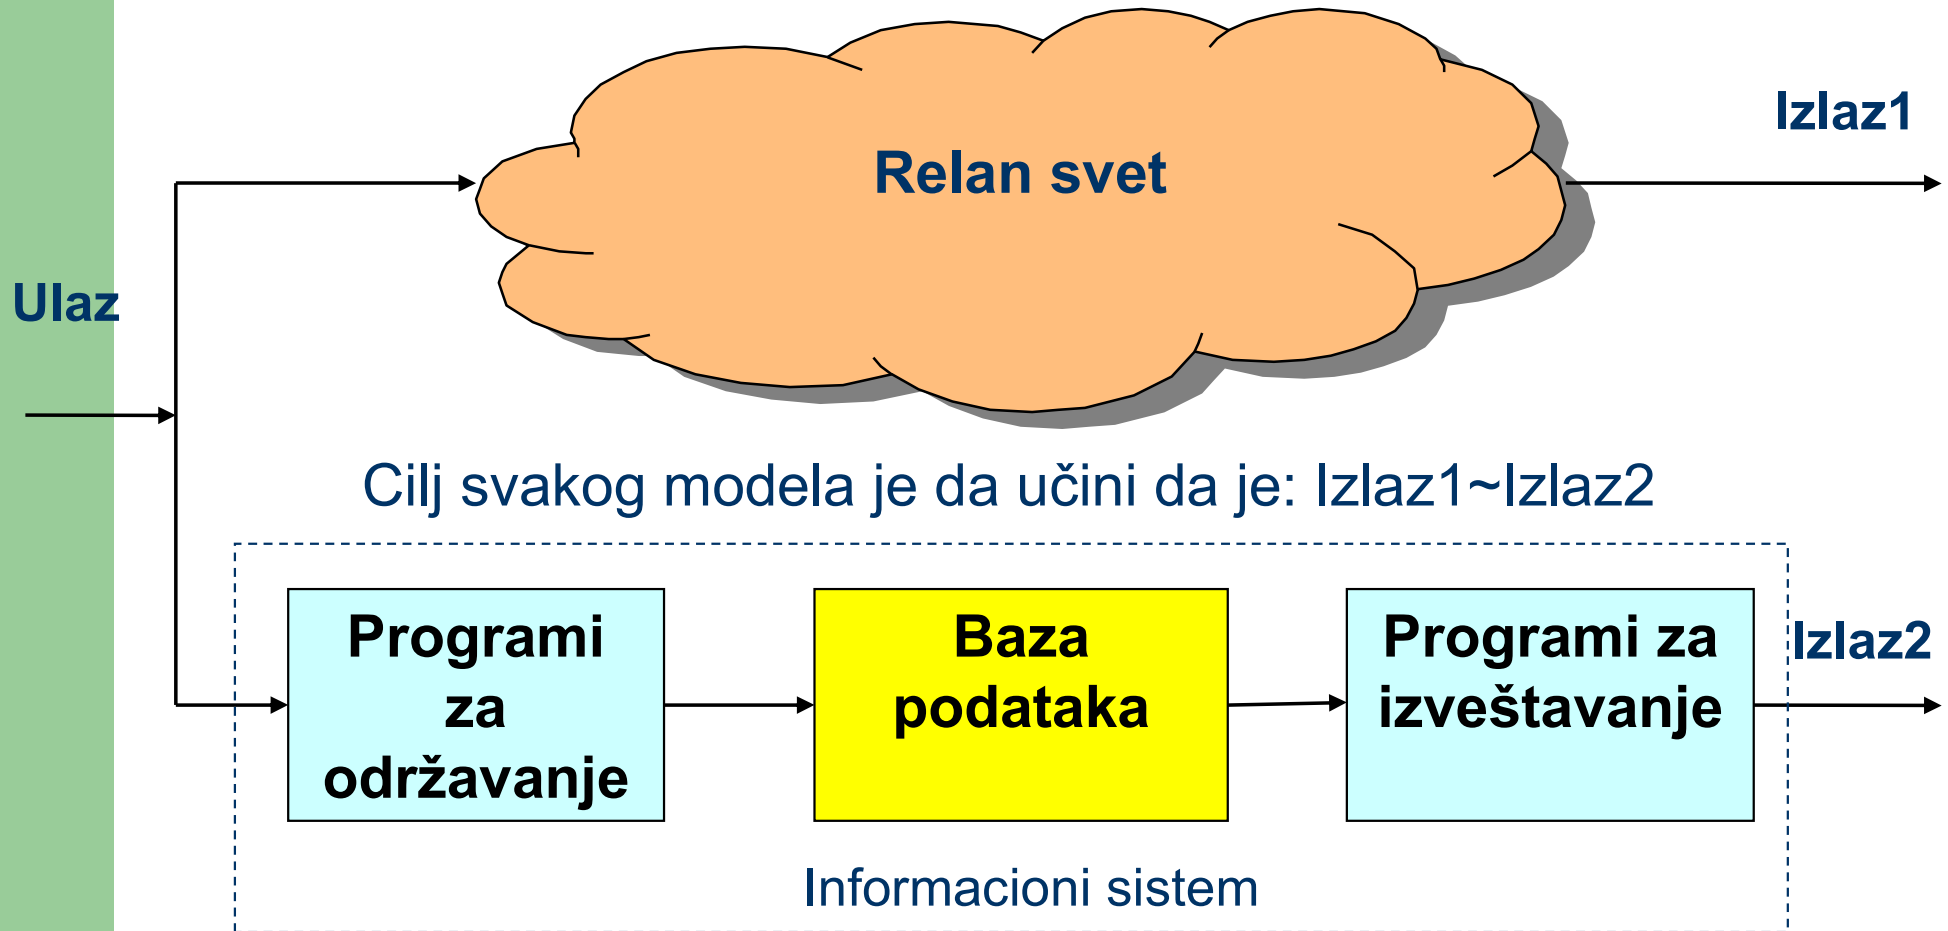 Izlaz1
Relan svet
Ulaz
Cilj svakog modela je da učini da je: Izlaz1~Izlaz2
Programi
za
održavanje
Baza
podataka
Programi za
izveštavanje
Izlaz2
Informacioni sistem